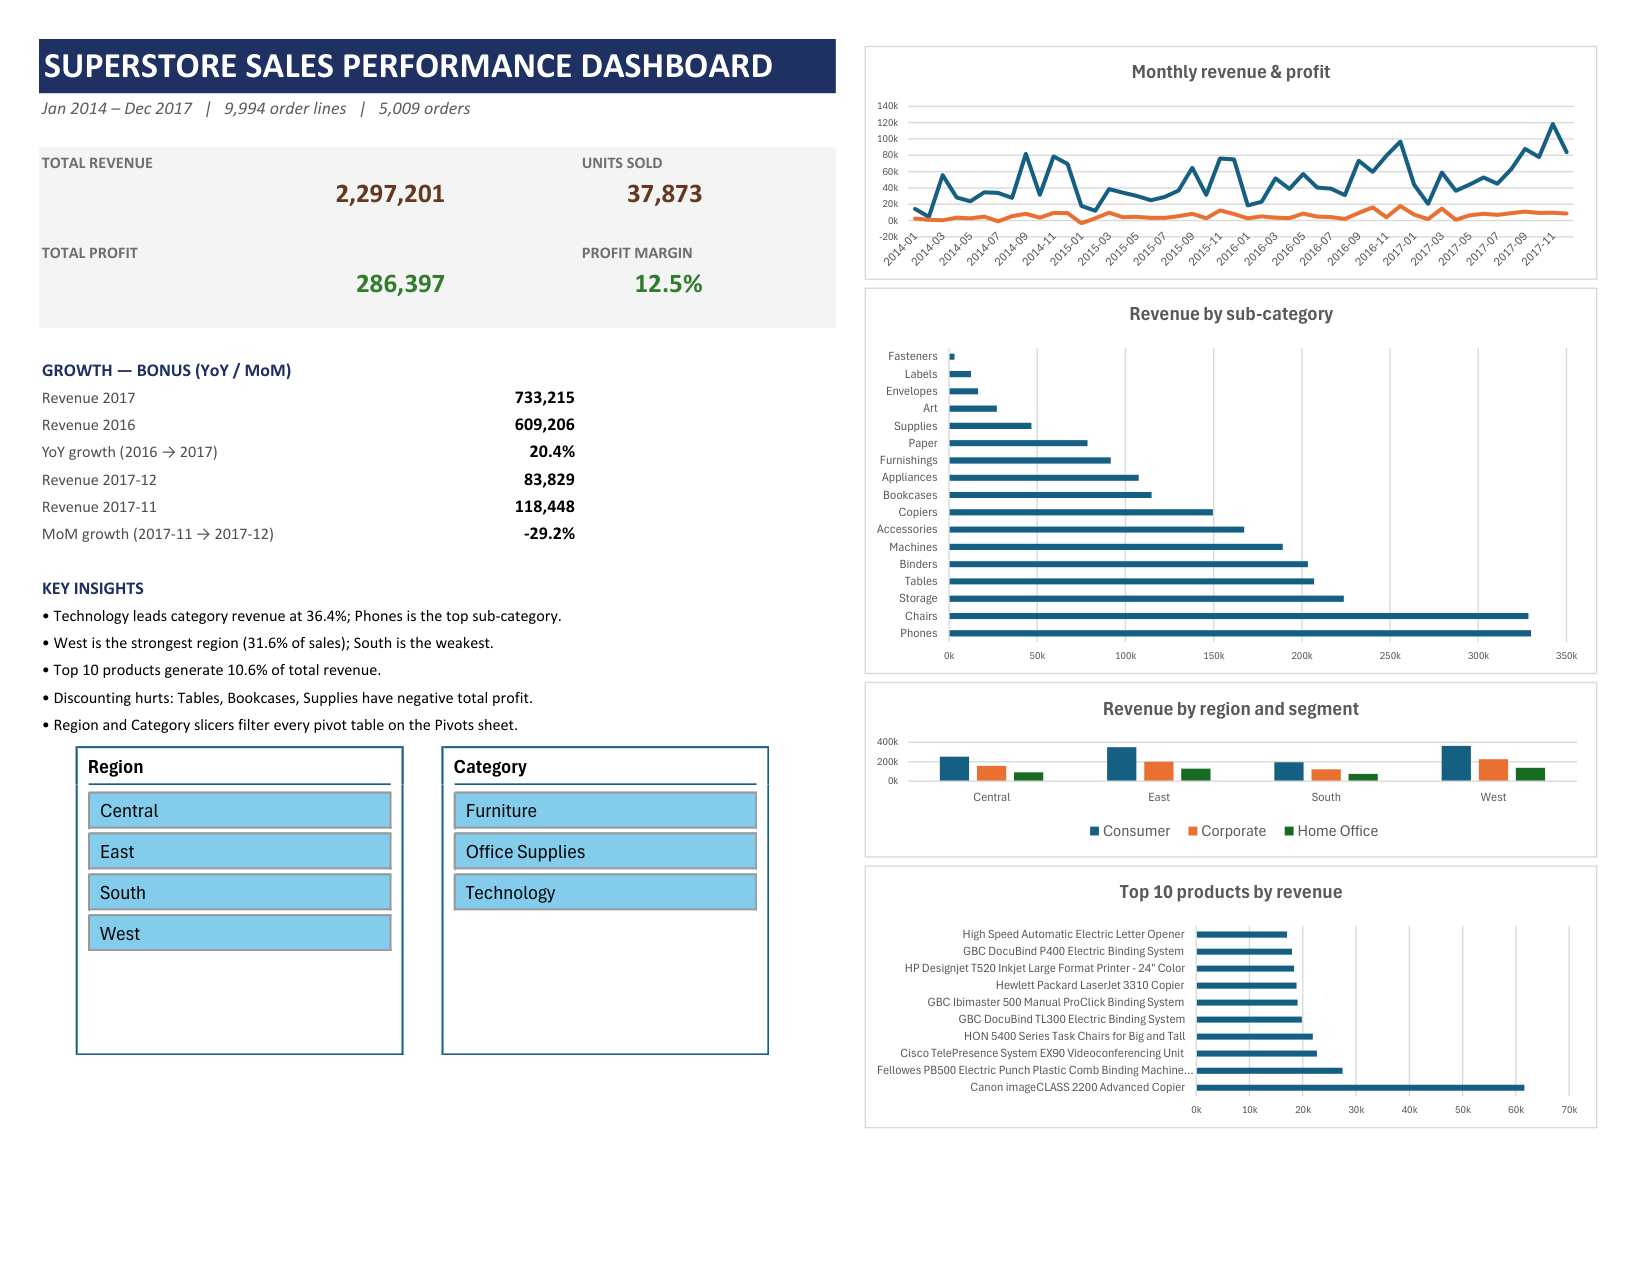 SUPERSTORE SALES PERFORMANCE DASHBOARD
Jan 2014 – Dec 2017 | 9,994 order lines | 5,009 orders
TOTAL REVENUE UNITS SOLD
2,297,201 37,873
TOTAL PROFIT PROFIT MARGIN
286,397 12.5%
GROWTH — BONUS (YoY / MoM)
Revenue 2017 733,215
Revenue 2016 609,206
YoY growth (2016 → 2017) 20.4%
Revenue 2017-12 83,829
Revenue 2017-11 118,448
MoM growth (2017-11 → 2017-12) -29.2%
KEY INSIGHTS
• Technology leads category revenue at 36.4%; Phones is the top sub-category.
• West is the strongest region (31.6% of sales); South is the weakest.
• Top 10 products generate 10.6% of total revenue.
• Discounting hurts: Tables, Bookcases, Supplies have negative total profit.
• Region and Category slicers filter every pivot table on the Pivots sheet.
Region
Central
East
South
West
Category
Furniture
Office Supplies
Technology
Monthly revenue & profit
140k
120k
100k
80k
60k
40k
20k
0k
-20k
2014-01 2014-03 2014-05 2014-07 2014-09 2014-11 2015-01 2015-03 2015-05 2015-07 2015-09 2015-11 2016-01 2016-03 2016-05 2016-07 2016-09 2016-11 2017-01 2017-03 2017-05 2017-07 2017-09 2017-11
Revenue by sub-category
Fasteners
Labels
Envelopes
Art
Supplies
Paper
Furnishings
Appliances
Bookcases
Copiers
Accessories
Machines
Binders
Tables
Storage
Chairs
Phones
0k 50k 100k 150k 200k 250k 300k 350k
Revenue by region and segment
400k
200k
0k
Central East South West
Consumer Corporate Home Office
Top 10 products by revenue
High Speed Automatic Electric Letter Opener
GBC DocuBind P400 Electric Binding System
HP Designjet T520 Inkjet Large Format Printer - 24" Color
Hewlett Packard LaserJet 3310 Copier
GBC Ibimaster 500 Manual ProClick Binding System
GBC DocuBind TL300 Electric Binding System
HON 5400 Series Task Chairs for Big and Tall
Cisco TelePresence System EX90 Videoconferencing Unit
Fellowes PB500 Electric Punch Plastic Comb Binding Machine...
Canon imageCLASS 2200 Advanced Copier
0k 10k 20k 30k 40k 50k 60k 70k